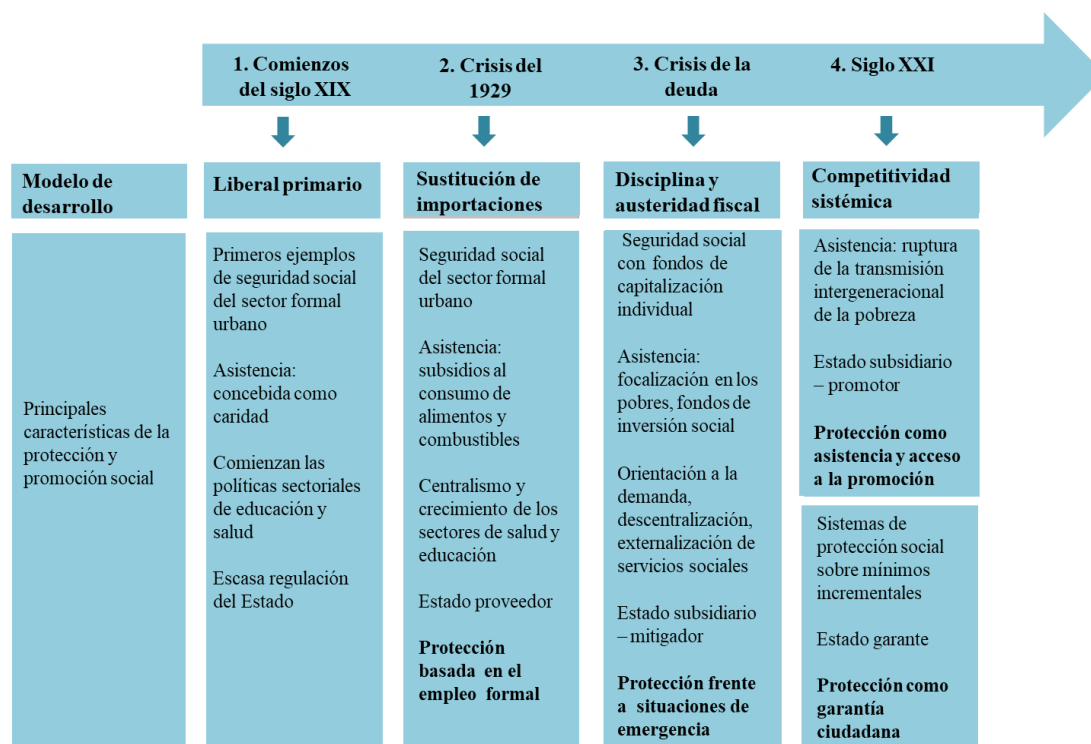 1. Comienzos
del siglo XIX
2. Crisis del
1929
3. Crisis de la
deuda
4. Siglo XXI
Modelo de
desarrollo
Liberal primario
Sustitución de
importaciones
Disciplina y
austeridad fiscal
Competitividad
sistémica
Principales
características de la
protección y
promoción social
Primeros ejemplos
de seguridad social
del sector formal
urbano
Asistencia:
concebida como
caridad
Comienzan las
políticas sectoriales
de educación y
salud
Escasa regulación
del Estado
Seguridad social
del sector formal
urbano
Asistencia:
subsidios al
consumo de
alimentos y
combustibles
Centralismo y
crecimiento de los
sectores de salud y
educación
Estado proveedor
Protección
basada en el
empleo formal
Seguridad social
con fondos de
capitalización
individual
Asistencia:
focalización en los
pobres, fondos de
inversión social
Orientación a la
demanda,
descentralización,
externalización de
servicios sociales
Estado subsidiario
– mitigador
Protección frente
a situaciones de
emergencia
Asistencia: ruptura
de la transmisión
intergeneracional
de la pobreza
Estado subsidiario
– promotor
Protección como
asistencia y acceso
a la promoción
Sistemas de
protección social
sobre mínimos
incrementales
Estado garante
Protección como
garantía
ciudadana